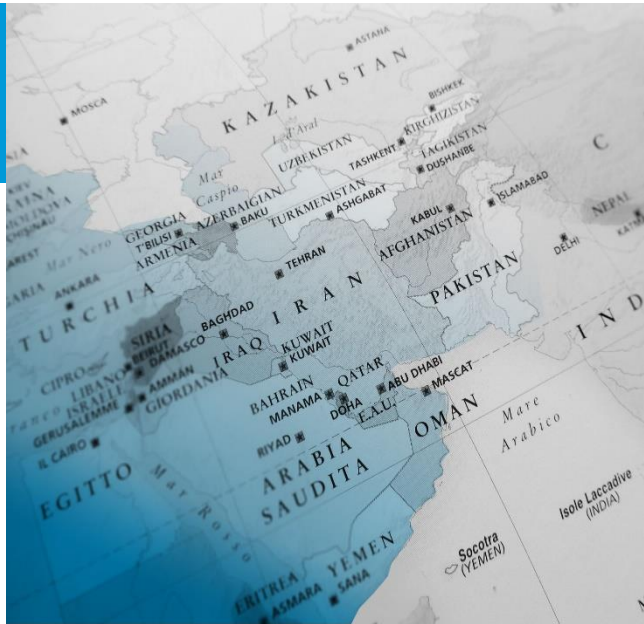 ASTANA
KAZAKISTAN
MOSCA
BISHKEK
KIRGHIZISTAN
L. d'Aral
UZBEKISTAN
TASHKENT
TAGIKISTAN
DUSHANBE
Mar
Caspio
C
GEORGIA
T'BILISI
AZERBAIGIAN
BAKU
ARMENIA
TURKMENISTAN
ASHGABAT
KABUL
AFGHANISTAN
ISLAMABAD
NEPAL
DELHI
PAKISTAN
Mar Nero
ANKARA
TURCHIA
TEHRAN
IRAN
SIRIA
BEIRUT
DAMASCO
BAGHDAD
IRAQ
KUWAIT
KUWAIT
CIPRO
LIBANO
ISRAELE
AMMAN
GIORDANIA
GERUSALEMME
IL CAIRO
EGITTO
BAHRAIN
MANAMA
QATAR
DOHA
ABU DHABI
E.A.U.
MASCAT
OMAN
IND
Mare
Arabico
RIYAD
ARABIA
SAUDITA
Mar Rosso
Isole Laccadive
(INDIA)
Socotra
(YEMEN)
ERITREA
ASMARA
YEMEN
SANA